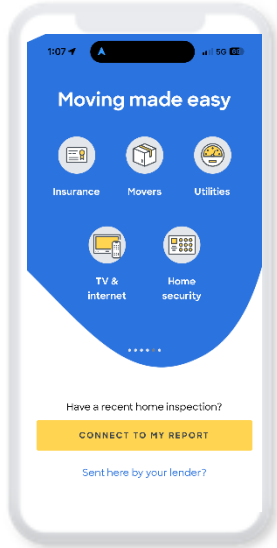 1:07
5G
Moving made easy
Insurance Movers Utilities
TV &
internet
Home
security
Have a recent home inspection?
CONNECT TO MY REPORT
Sent here by your lender?